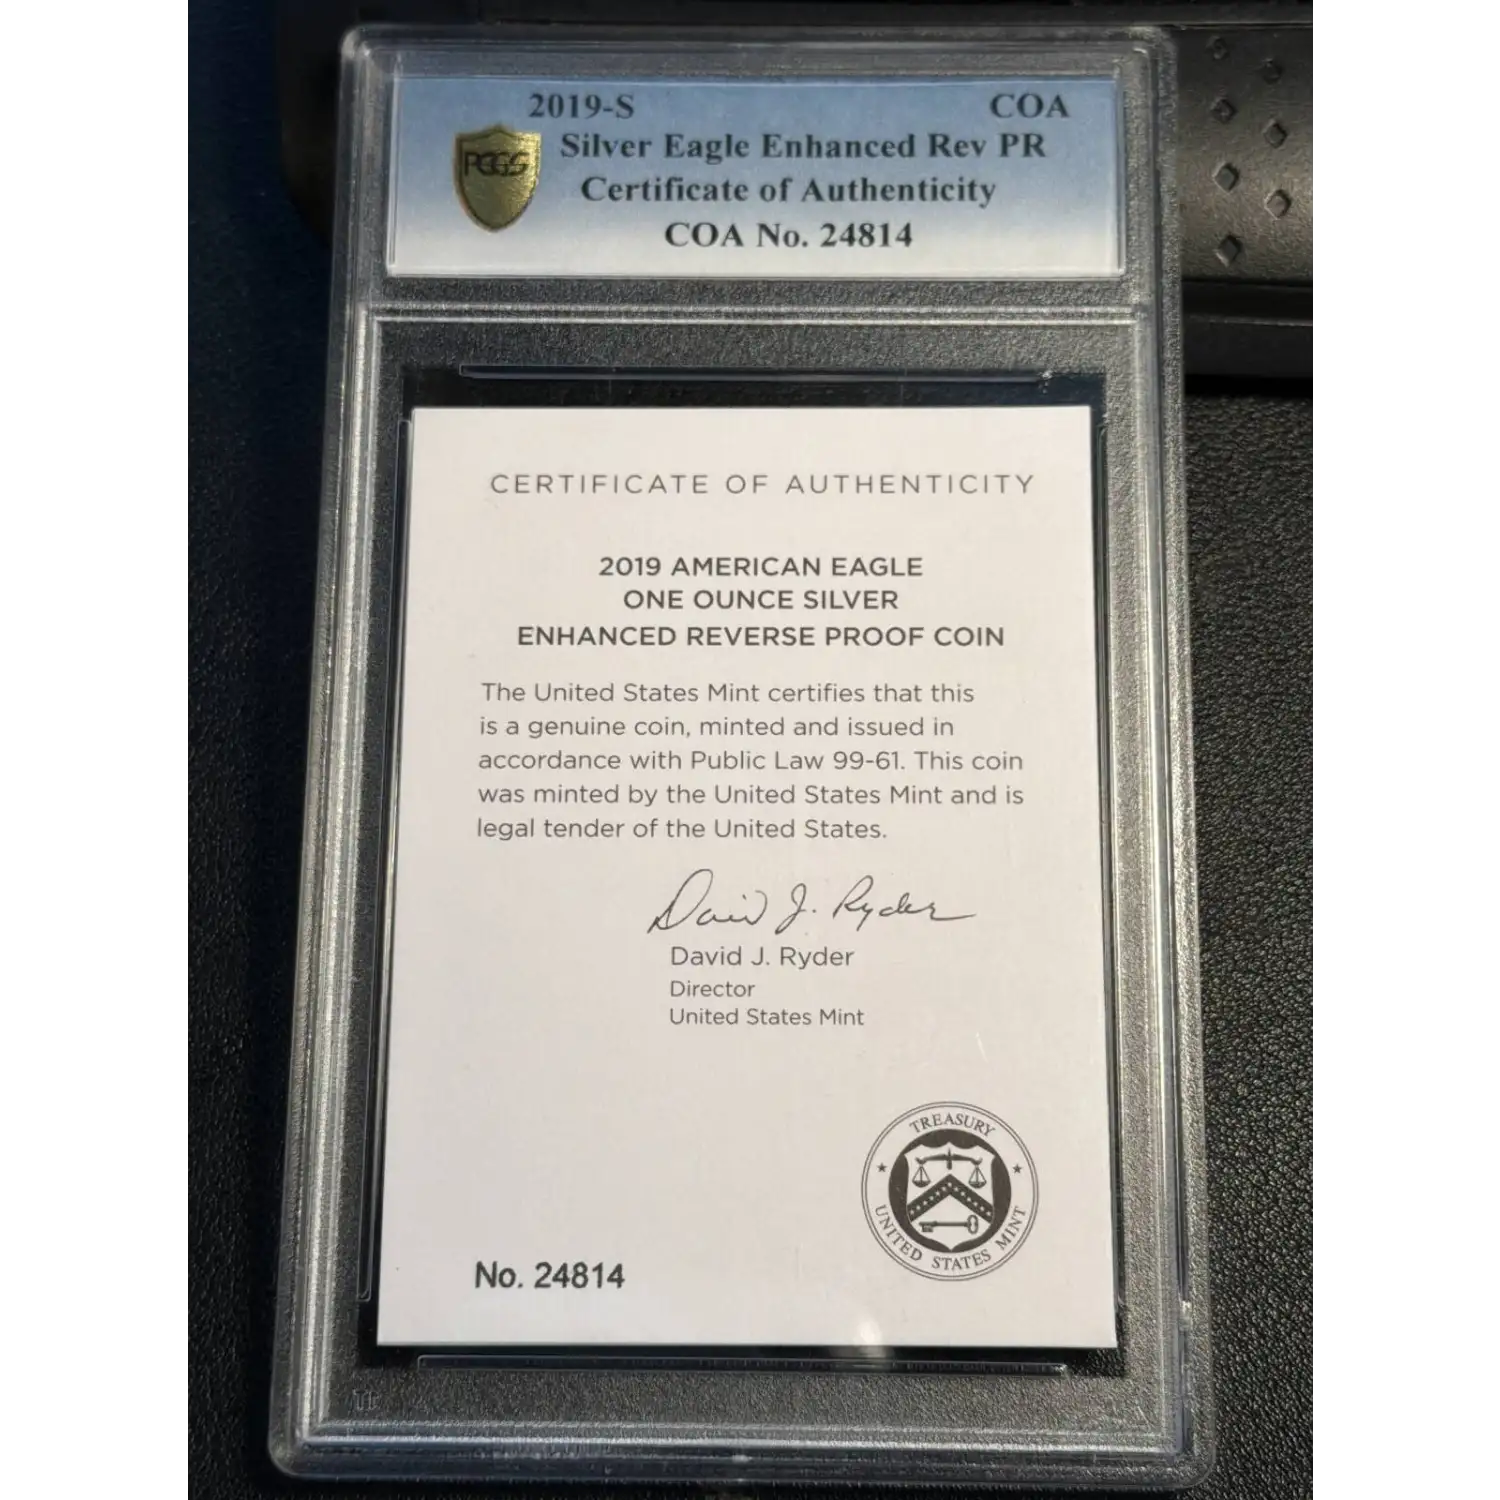 2019-S COA
PCGS
Silver Eagle Enhanced Rev PR
Certificate of Authenticity
COA No. 24814
CERTIFICATE OF AUTHENTICITY
2019 AMERICAN EAGLE
ONE OUNCE SILVER
ENHANCED REVERSE PROOF COIN
The United States Mint certifies that this
is a genuine coin, minted and issued in
accordance with Public Law 99-61. This coin
was minted by the United States Mint and is
legal tender of the United States.
David J. Ryder
David J. Ryder
Director
United States Mint
TREASURY
UNITED STATES MINT
No. 24814